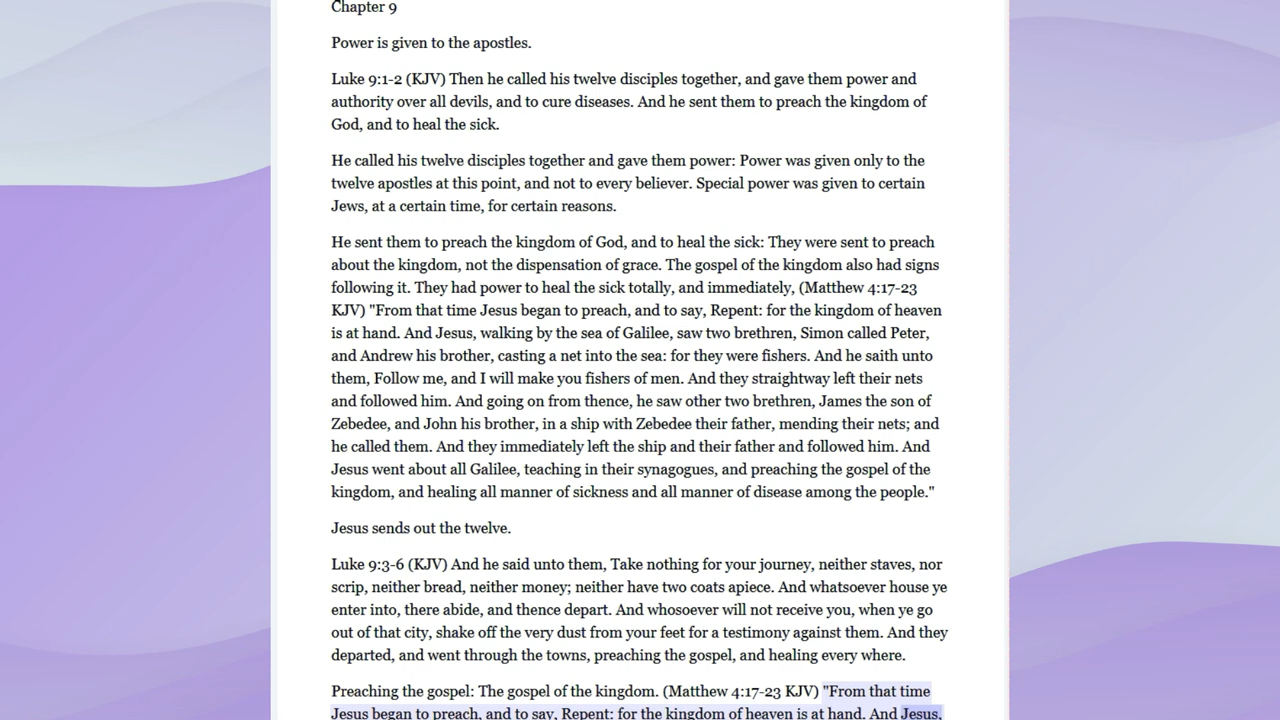 Chapter 9
Power is given to the apostles.
Luke 9:1-2 (KJV) Then he called his twelve disciples together, and gave them power and
authority over all devils, and to cure diseases. And he sent them to preach the kingdom of
God, and to heal the sick.
He called his twelve disciples together and gave them power: Power was given only to the
twelve apostles at this point, and not to every believer. Special power was given to certain
Jews, at a certain time, for certain reasons.
He sent them to preach the kingdom of God, and to heal the sick: They were sent to preach
about the kingdom, not the dispensation of grace. The gospel of the kingdom also had signs
following it. They had power to heal the sick totally, and immediately, (Matthew 4:17-23
KJV) "From that time Jesus began to preach, and to say, Repent: for the kingdom of heaven
is at hand. And Jesus, walking by the sea of Galilee, saw two brethren, Simon called Peter,
and Andrew his brother, casting a net into the sea: for they were fishers. And he saith unto
them, Follow me, and I will make you fishers of men. And they straightway left their nets
and followed him. And going on from thence, he saw other two brethren, James the son of
Zebedee, and John his brother, in a ship with Zebedee their father, mending their nets; and
he called them. And they immediately left the ship and their father and followed him. And
Jesus went about all Galilee, teaching in their synagogues, and preaching the gospel of the
kingdom, and healing all manner of sickness and all manner of disease among the people."
Jesus sends out the twelve.
Luke 9:3-6 (KJV) And he said unto them, Take nothing for your journey, neither staves, nor
scrip, neither bread, neither money; neither have two coats apiece. And whatsoever house ye
enter into, there abide, and thence depart. And whosoever will not receive you, when ye go
out of that city, shake off the very dust from your feet for a testimony against them. And they
departed, and went through the towns, preaching the gospel, and healing every where.
Preaching the gospel: The gospel of the kingdom. (Matthew 4:17-23 KJV) "From that time
Jesus began to preach, and to say, Repent: for the kingdom of heaven is at hand. And Jesus,